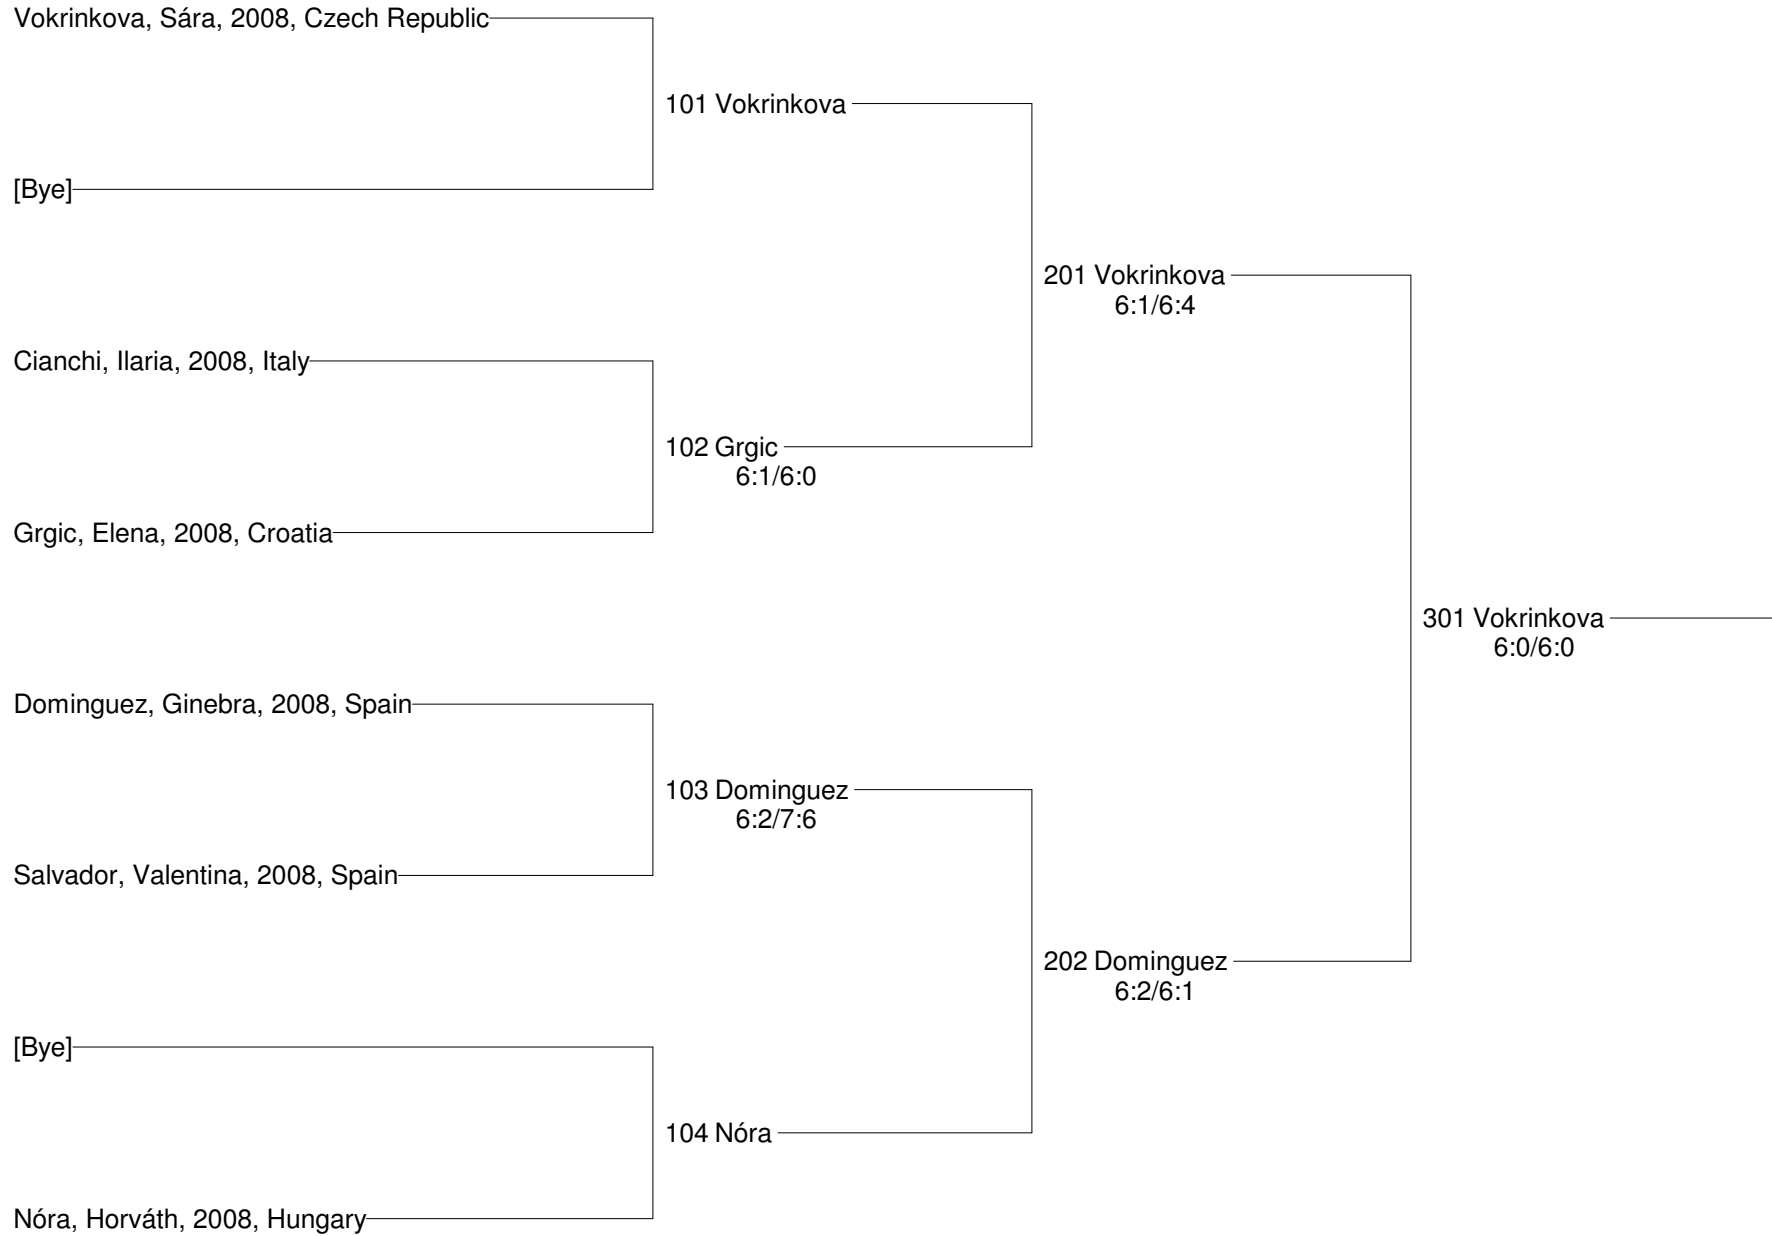 Vokrinkova, Sára, 2008, Czech Republic
101 Vokrinkova
[Bye]
201 Vokrinkova
6:1/6:4
Cianchi, Ilaria, 2008, Italy
102 Grgic
6:1/6:0
Grgic, Elena, 2008, Croatia
301 Vokrinkova
6:0/6:0
Dominguez, Ginebra, 2008, Spain
103 Dominguez
6:2/7:6
Salvador, Valentina, 2008, Spain
202 Dominguez
6:2/6:1
[Bye]
104 Nóra
Nóra, Horváth, 2008, Hungary